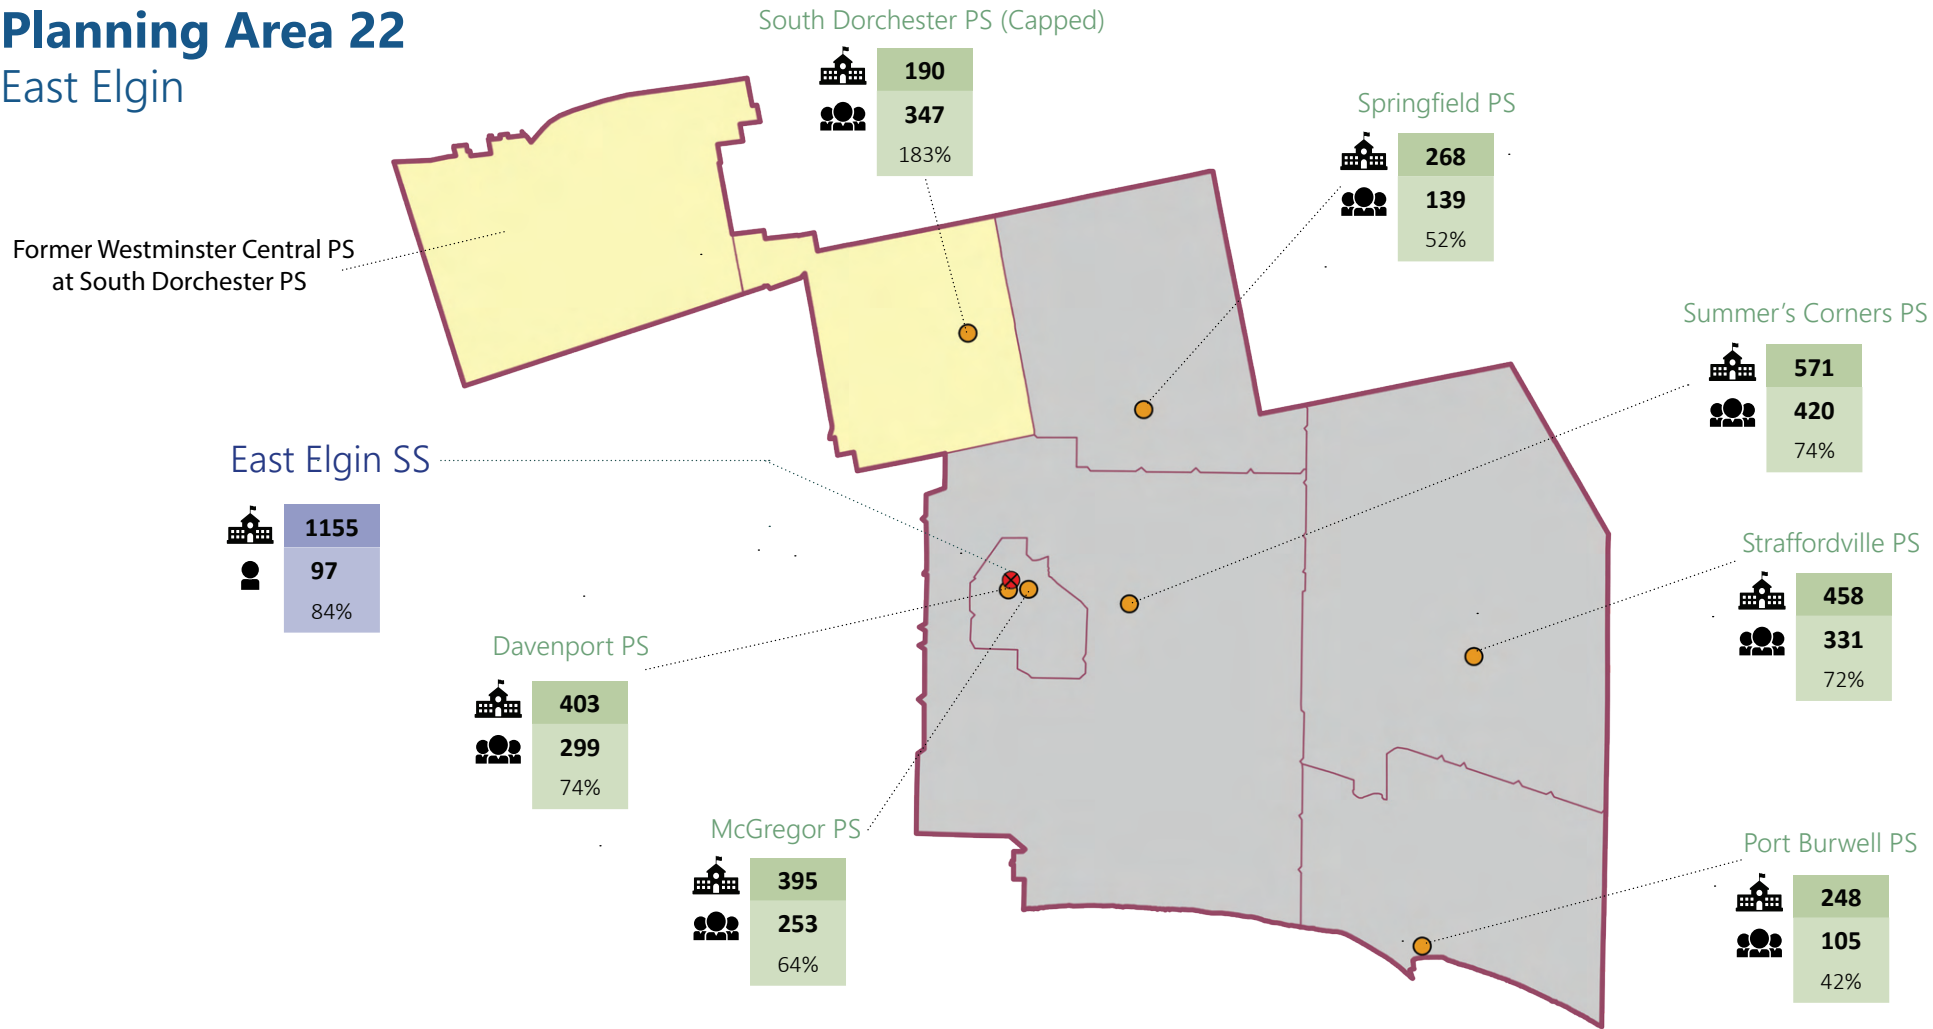 Planning Area 22
East Elgin
South Dorchester PS (Capped)
190
347
183%
Springfield PS
268
139
52%
Former Westminster Central PS
at South Dorchester PS
Summer's Corners PS
571
420
74%
East Elgin SS
1155
97
84%
Straffordville PS
458
331
72%
Davenport PS
403
299
74%
McGregor PS
395
253
64%
Port Burwell PS
248
105
42%